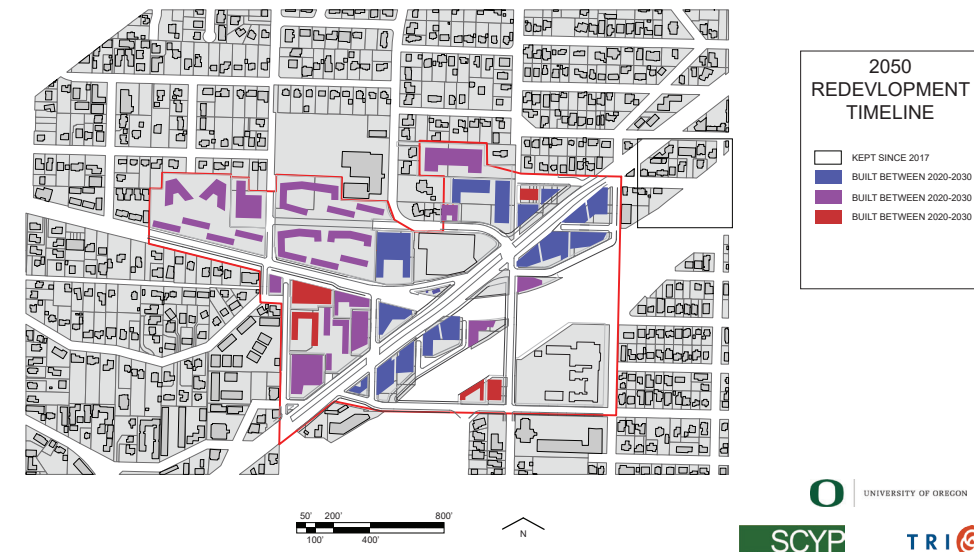 2050
REDEVLOPMENT
TIMELINE
KEPT SINCE 2017
BUILT BETWEEN 2020-2030
BUILT BETWEEN 2020-2030
BUILT BETWEEN 2020-2030
50' 200' 800'
100' 400'
N
O UNIVERSITY OF OREGON
SCYP
TRI